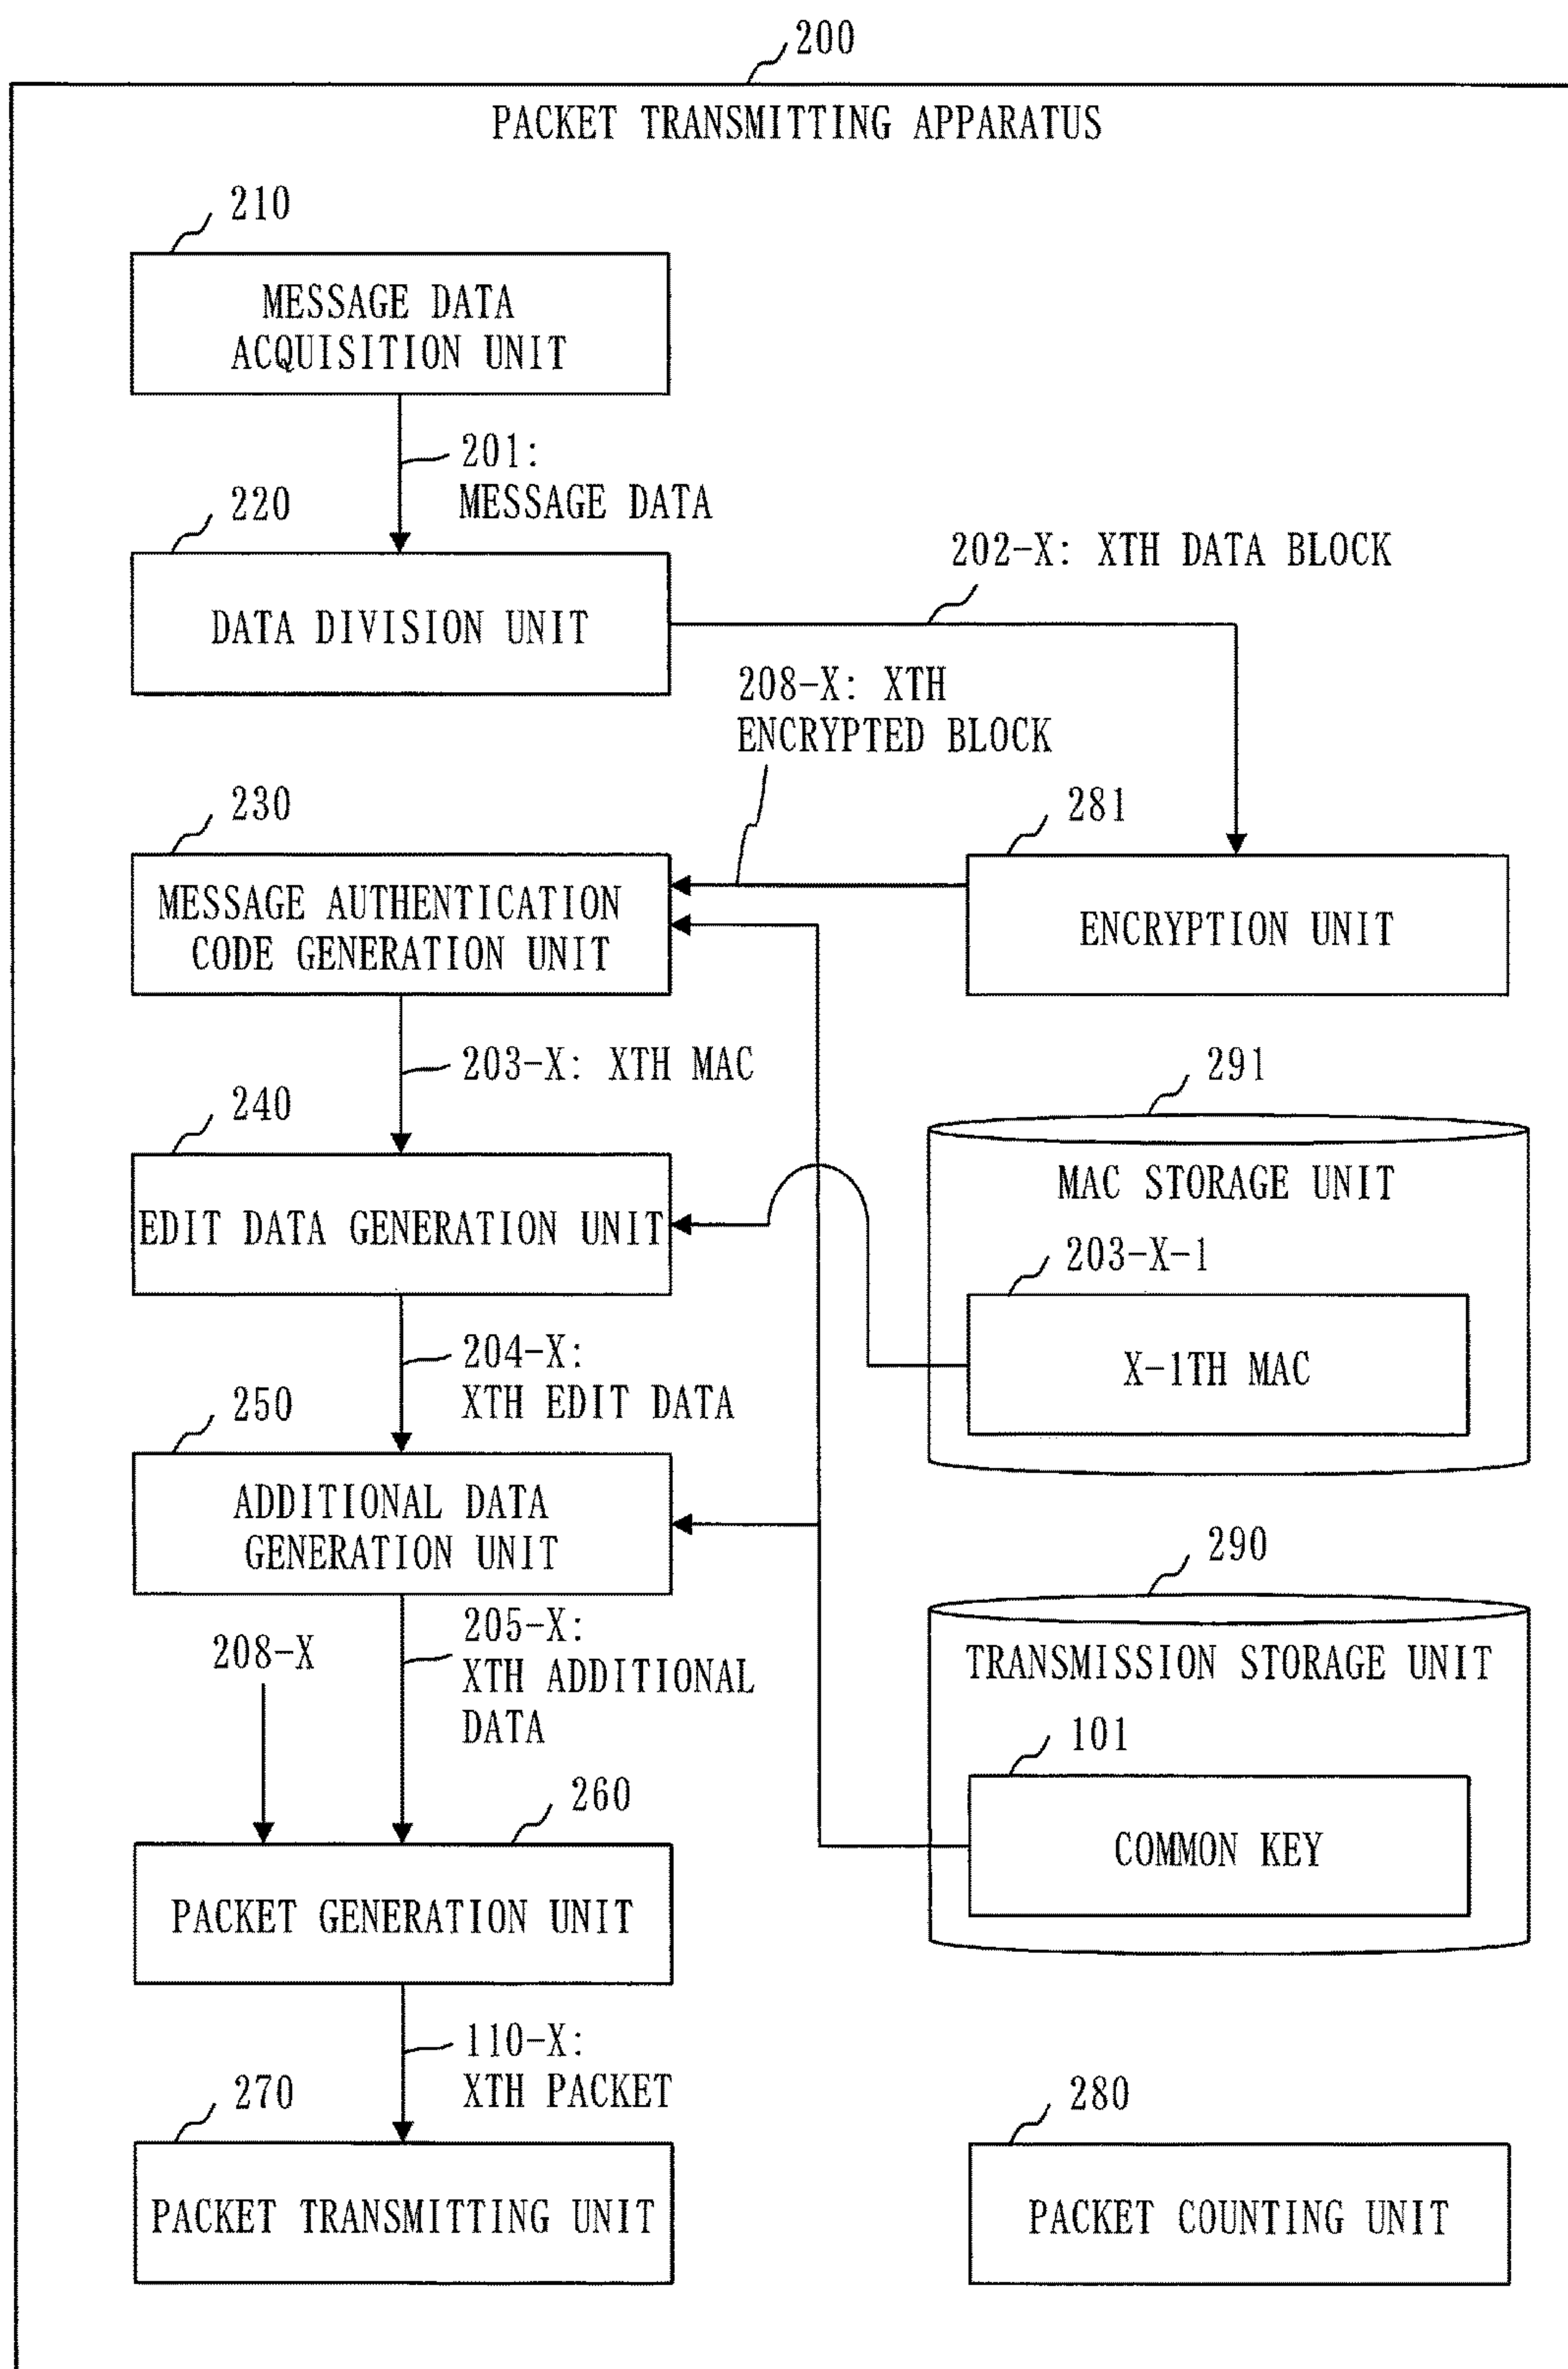 200
PACKET TRANSMITTING APPARATUS
210
MESSAGE DATA
ACQUISITION UNIT
201:
MESSAGE DATA
220
DATA DIVISION UNIT
202-X: XTH DATA BLOCK
208-X: XTH
ENCRYPTED BLOCK
230
MESSAGE AUTHENTICATION
CODE GENERATION UNIT
281
ENCRYPTION UNIT
203-X: XTH MAC
240
EDIT DATA GENERATION UNIT
291
MAC STORAGE UNIT
203-X-1
X-1TH MAC
204-X:
XTH EDIT DATA
250
ADDITIONAL DATA
GENERATION UNIT
290
TRANSMISSION STORAGE UNIT
101
COMMON KEY
208-X
205-X:
XTH ADDITIONAL
DATA
260
PACKET GENERATION UNIT
110-X:
XTH PACKET
270
PACKET TRANSMITTING UNIT
280
PACKET COUNTING UNIT